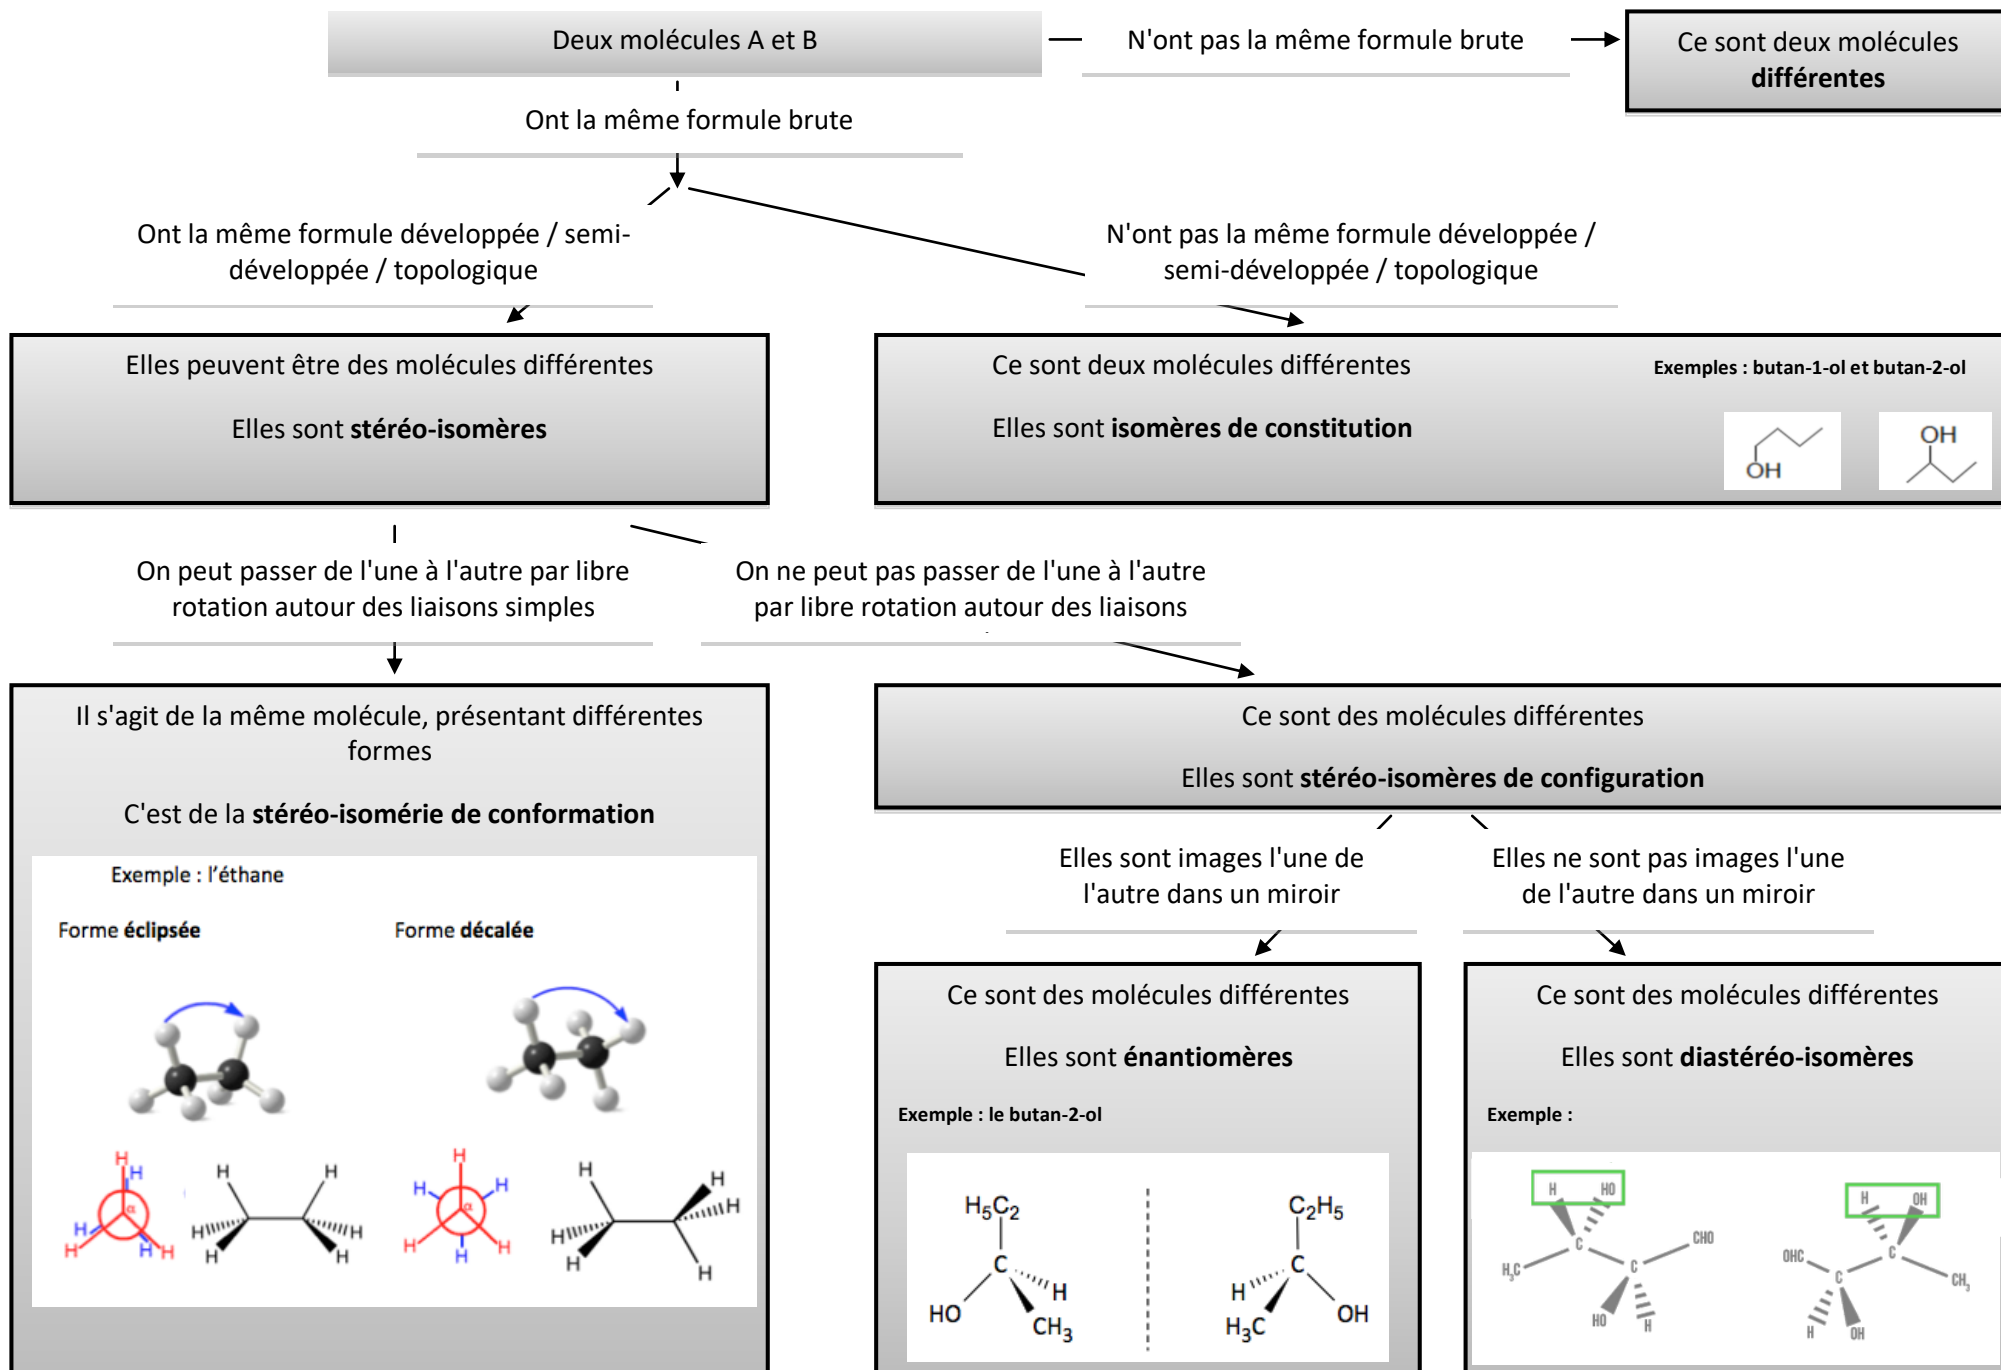 Deux molécules A et B
N'ont pas la même formule brute
Ce sont deux molécules
différentes
Ont la même formule brute
Ont la même formule développée / semi-
développée / topologique
N'ont pas la même formule développée /
semi-développée / topologique
Elles peuvent être des molécules différentes
Elles sont stéréo-isomères
Ce sont deux molécules différentes
Elles sont isomères de constitution
Exemples : butan-1-ol et butan-2-ol
OH
OH
On peut passer de l'une à l'autre par libre
rotation autour des liaisons simples
On ne peut pas passer de l'une à l'autre
par libre rotation autour des liaisons
Il s'agit de la même molécule, présentant différentes
formes
C'est de la stéréo-isomérie de conformation
Exemple : l'éthane
Forme éclipsée
Forme décalée
H
H
H
H
H
H
α
H
H
H
H
H
H
H
H
H
H
H
H
α
H
H
H
H
H
H
Ce sont des molécules différentes
Elles sont stéréo-isomères de configuration
Elles sont images l'une de
l'autre dans un miroir
Elles ne sont pas images l'une
de l'autre dans un miroir
Ce sont des molécules différentes
Elles sont énantiomères
Exemple : le butan-2-ol
H5C2
C
H
HO
CH3
C2H5
C
H
OH
H3C
Ce sont des molécules différentes
Elles sont diastéréo-isomères
Exemple :
H
HO
C
CHO
H3C
C
HO
H
H
OH
OHC
C
C
CH3
H
OH